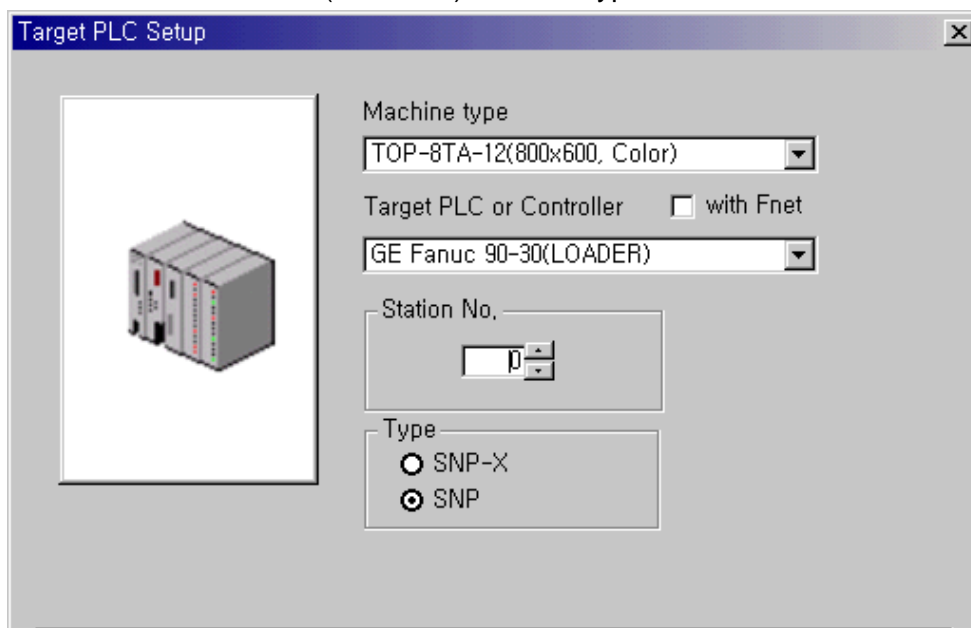 Target PLC Setup
Machine type
TOP-8TA-12(800x600, Color)
Target PLC or Controller with Fnet
GE Fanuc 90-30(LOADER)
Station No,
0
Type
SNP-X
SNP